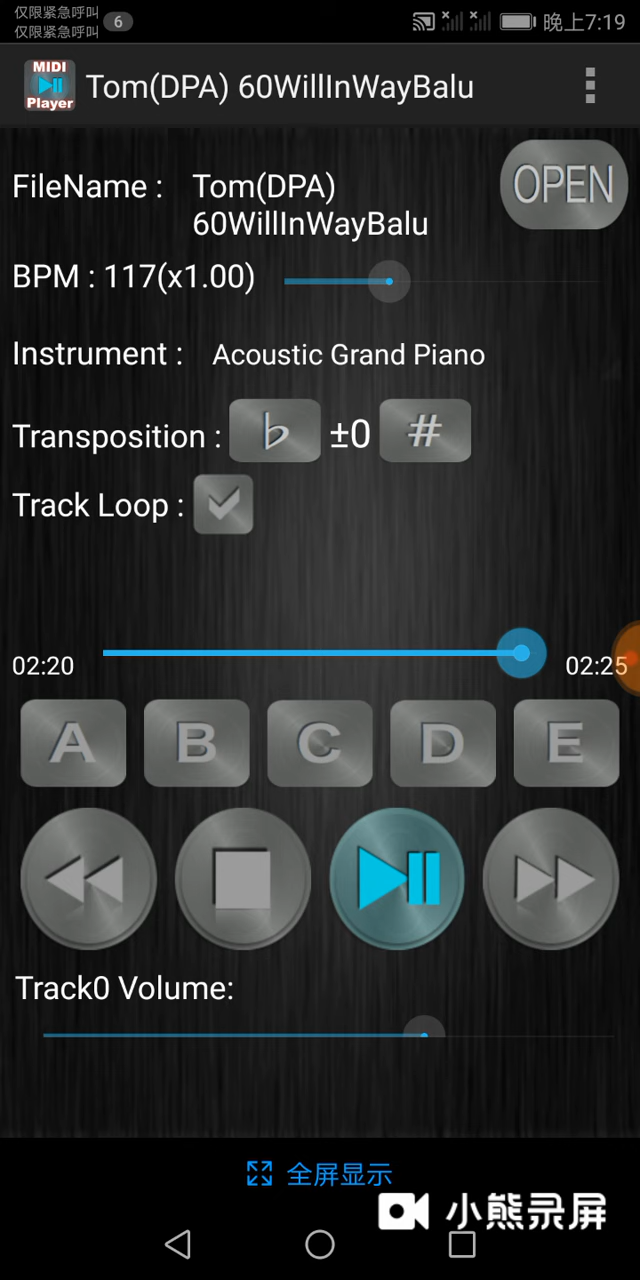 仅限紧急呼叫
仅限紧急呼叫
6
晚上7:19
MIDI
Player
Tom(DPA) 60WillInWayBalu
FileName :
Tom(DPA)
60WillInWayBalu
OPEN
BPM : 117(x1.00)
Instrument :
Acoustic Grand Piano
Transposition :
♭
±0
#
Track Loop :
02:20
02:25
A
B
C
D
E
Track0 Volume:
全屏显示
小熊录屏